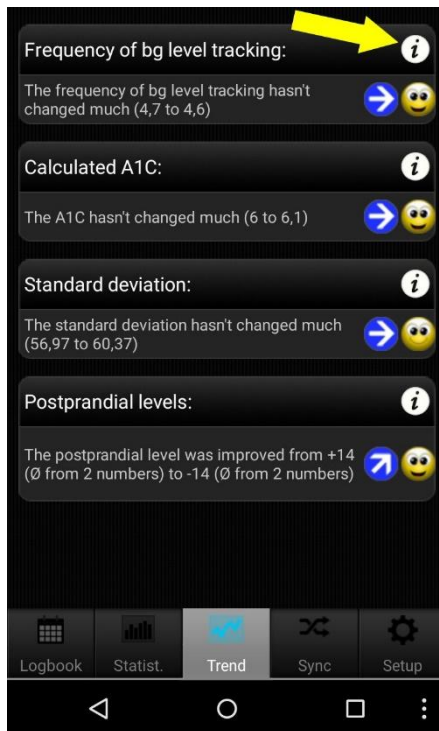 Frequency of bg level tracking:
i
The frequency of bg level tracking hasn't
changed much (4,7 to 4,6)
Calculated A1C:
i
The A1C hasn't changed much (6 to 6,1)
Standard deviation:
i
The standard deviation hasn't changed much
(56,97 to 60,37)
Postprandial levels:
i
The postprandial level was improved from +14
(Ø from 2 numbers) to -14 (Ø from 2 numbers)
Logbook Statist. Trend Sync Setup